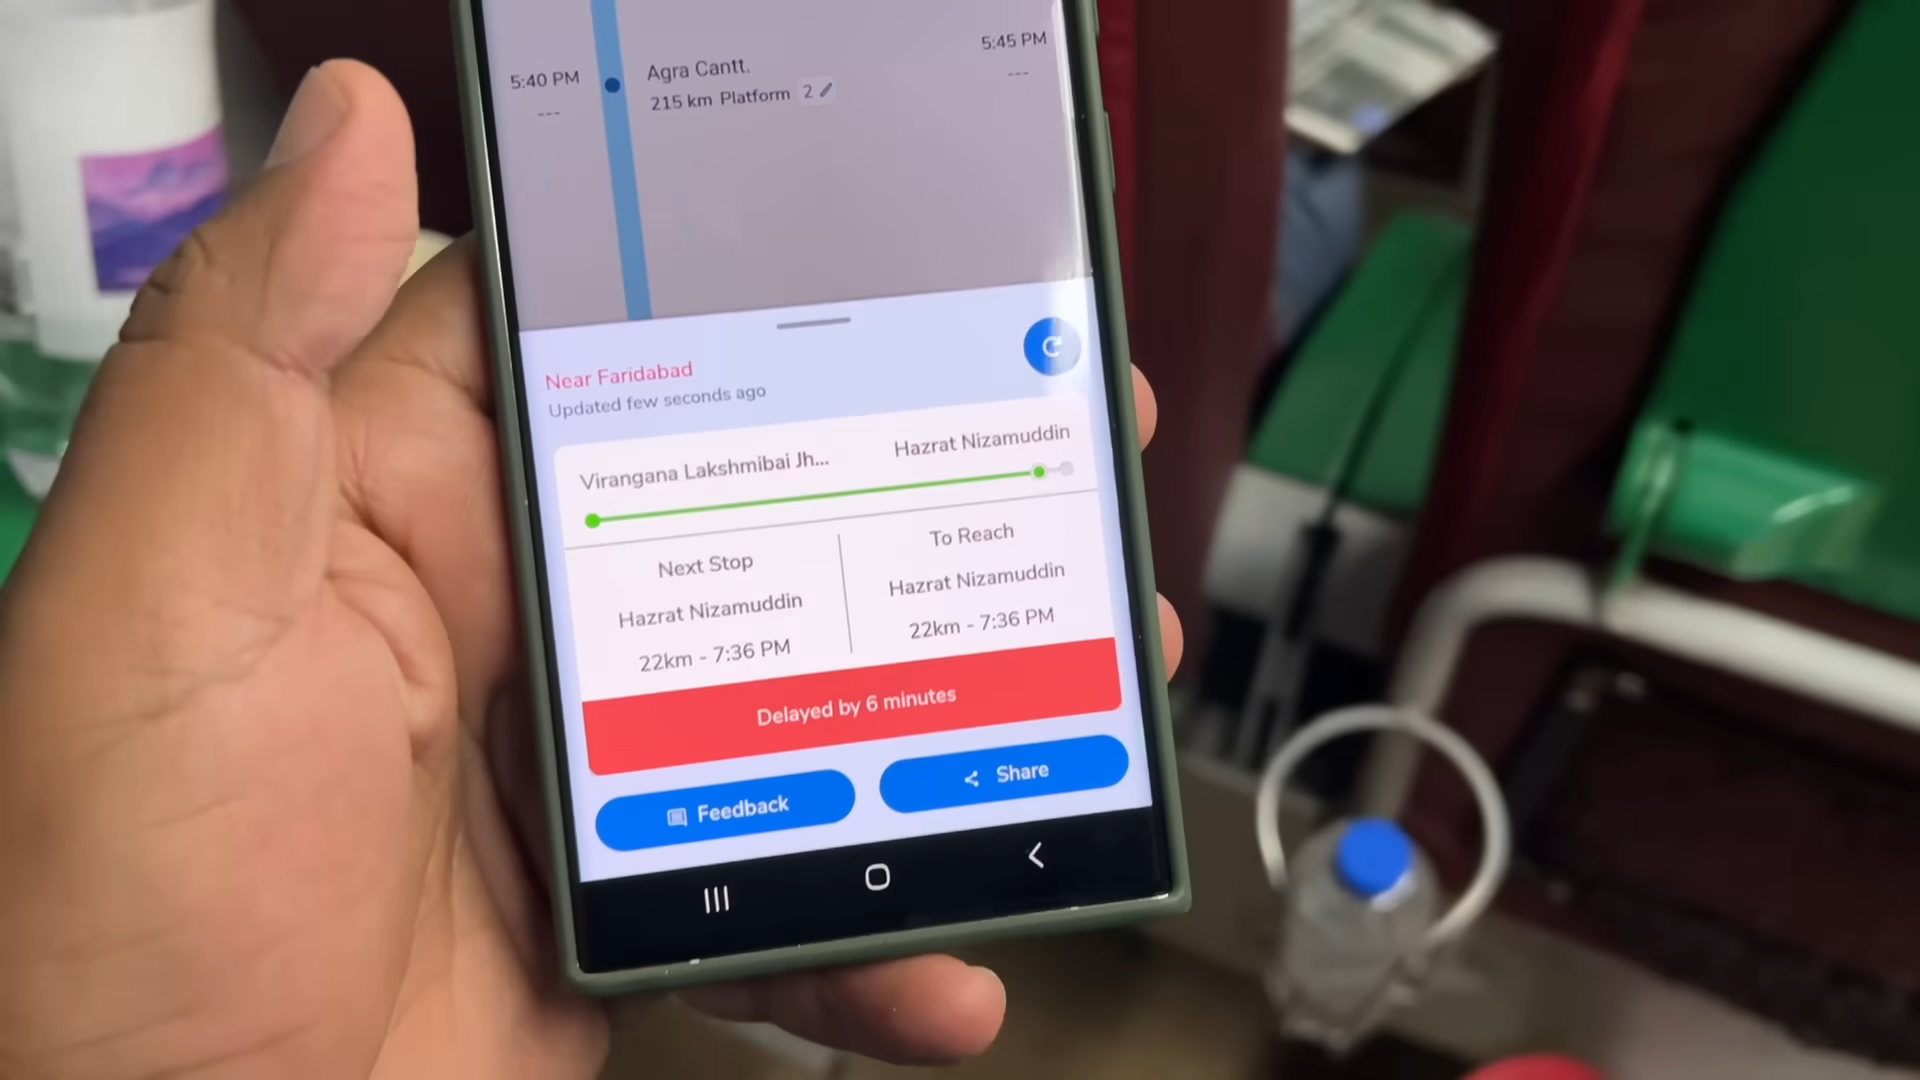 5:40 PM
---
Agra Cantt.
215 km Platform 2
5:45 PM
---
Near Faridabad
Updated few seconds ago
Virangana Lakshmibai Jh...
Hazrat Nizamuddin
Next Stop
Hazrat Nizamuddin
22km - 7:36 PM
To Reach
Hazrat Nizamuddin
22km - 7:36 PM
Delayed by 6 minutes
Feedback
Share